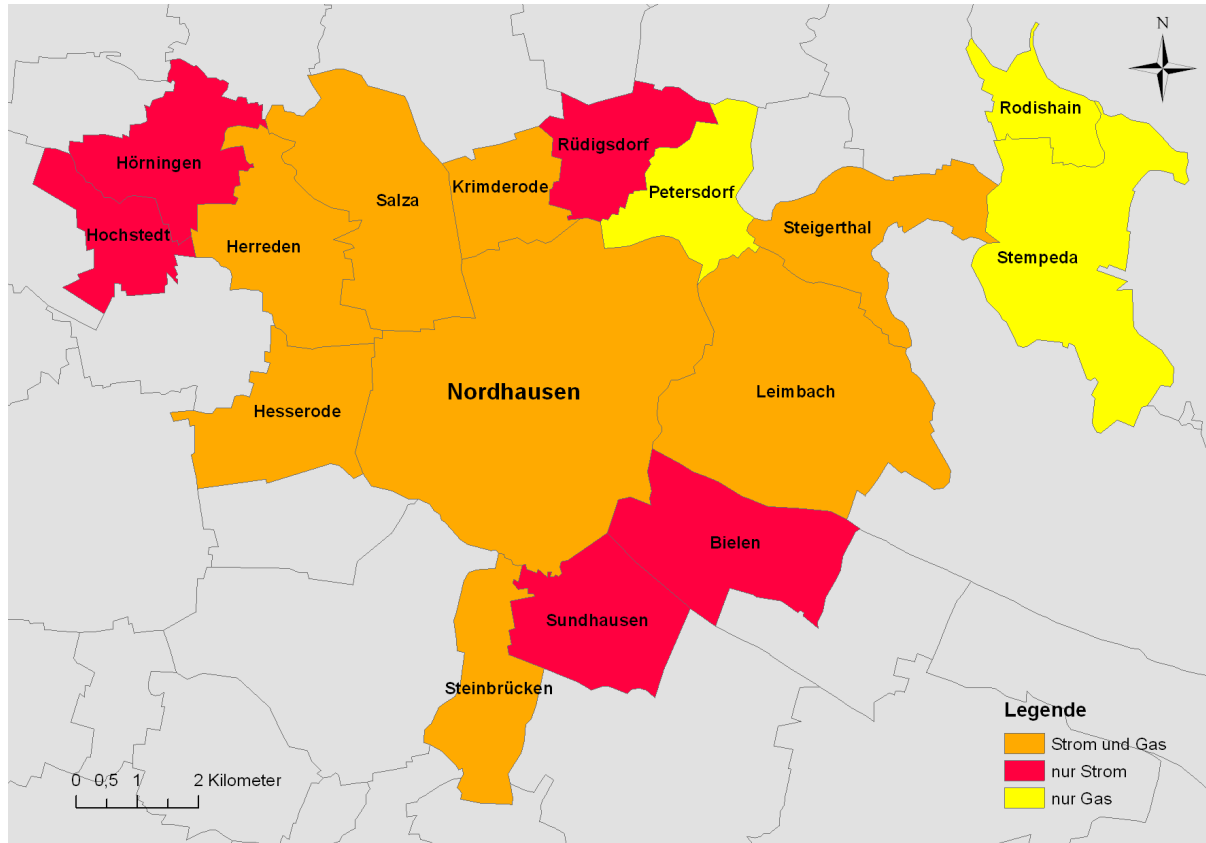 N
Rodishain
Rüdigsdorf
Hörningen
Krimderode
Petersdorf
Salza
Steigerthal
Hochstedt
Herreden
Stempeda
Nordhausen
Leimbach
Hesserode
Bielen
Sundhausen
Steinbrücken
Legende
Strom und Gas
nur Strom
nur Gas
0 0,5 1 2 Kilometer